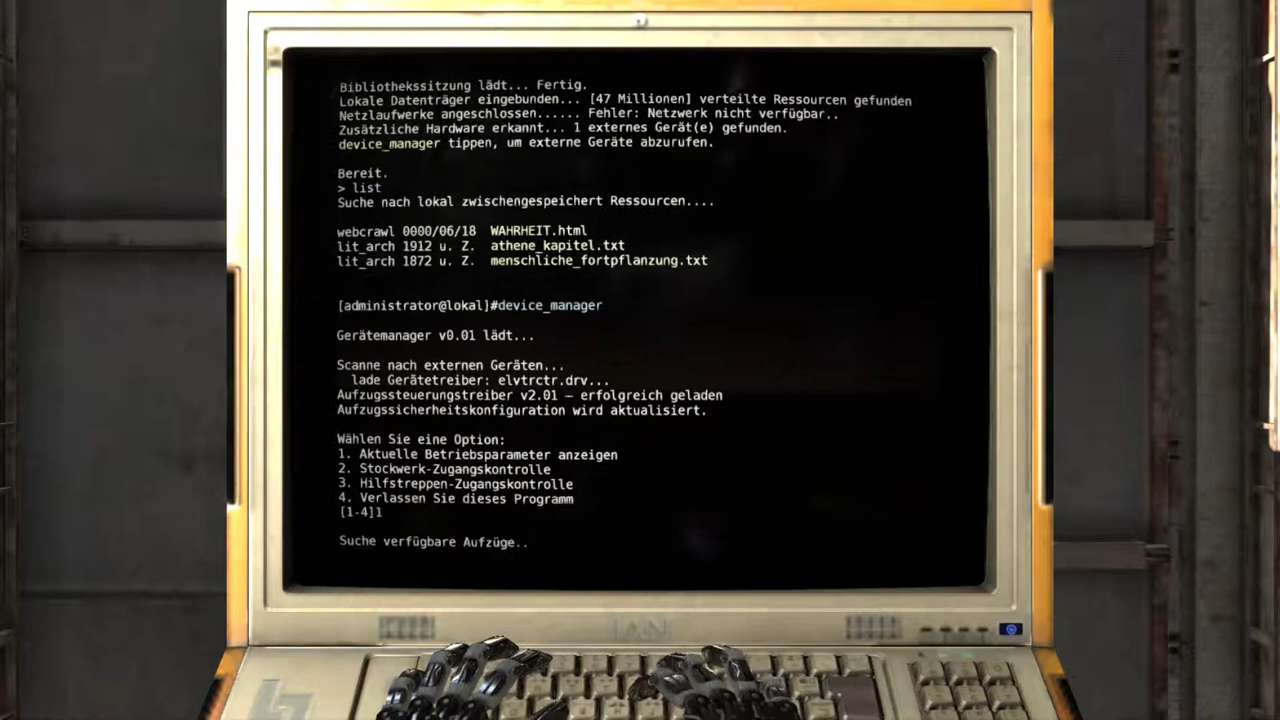 Bibliothekssitzung lädt... Fertig.
Lokale Datenträger eingebunden... [47 Millionen] verteilte Ressourcen gefunden
Netzlaufwerke angeschlossen...... Fehler: Netzwerk nicht verfügbar..
Zusätzliche Hardware erkannt... 1 externes Gerät(e) gefunden.
device_manager tippen, um externe Geräte abzurufen.
Bereit.
> list
Suche nach lokal zwischengespeichert Ressourcen....
webcrawl 0000/06/18 WAHRHEIT.html
lit_arch 1912 u. Z. athene_kapitel.txt
lit_arch 1872 u. Z. menschliche_fortpflanzung.txt
[administrator@lokal]#device_manager
Gerätemanager v0.01 lädt...
Scanne nach externen Geräten...
lade Gerätetreiber: elvtrctr.drv...
Aufzugssteuerungstreiber v2.01 – erfolgreich geladen
Aufzugssicherheitskonfiguration wird aktualisiert.
Wählen Sie eine Option:
1. Aktuelle Betriebsparameter anzeigen
2. Stockwerk-Zugangskontrolle
3. Hilfstreppen-Zugangskontrolle
4. Verlassen Sie dieses Programm
[1-4]1
Suche verfügbare Aufzüge..